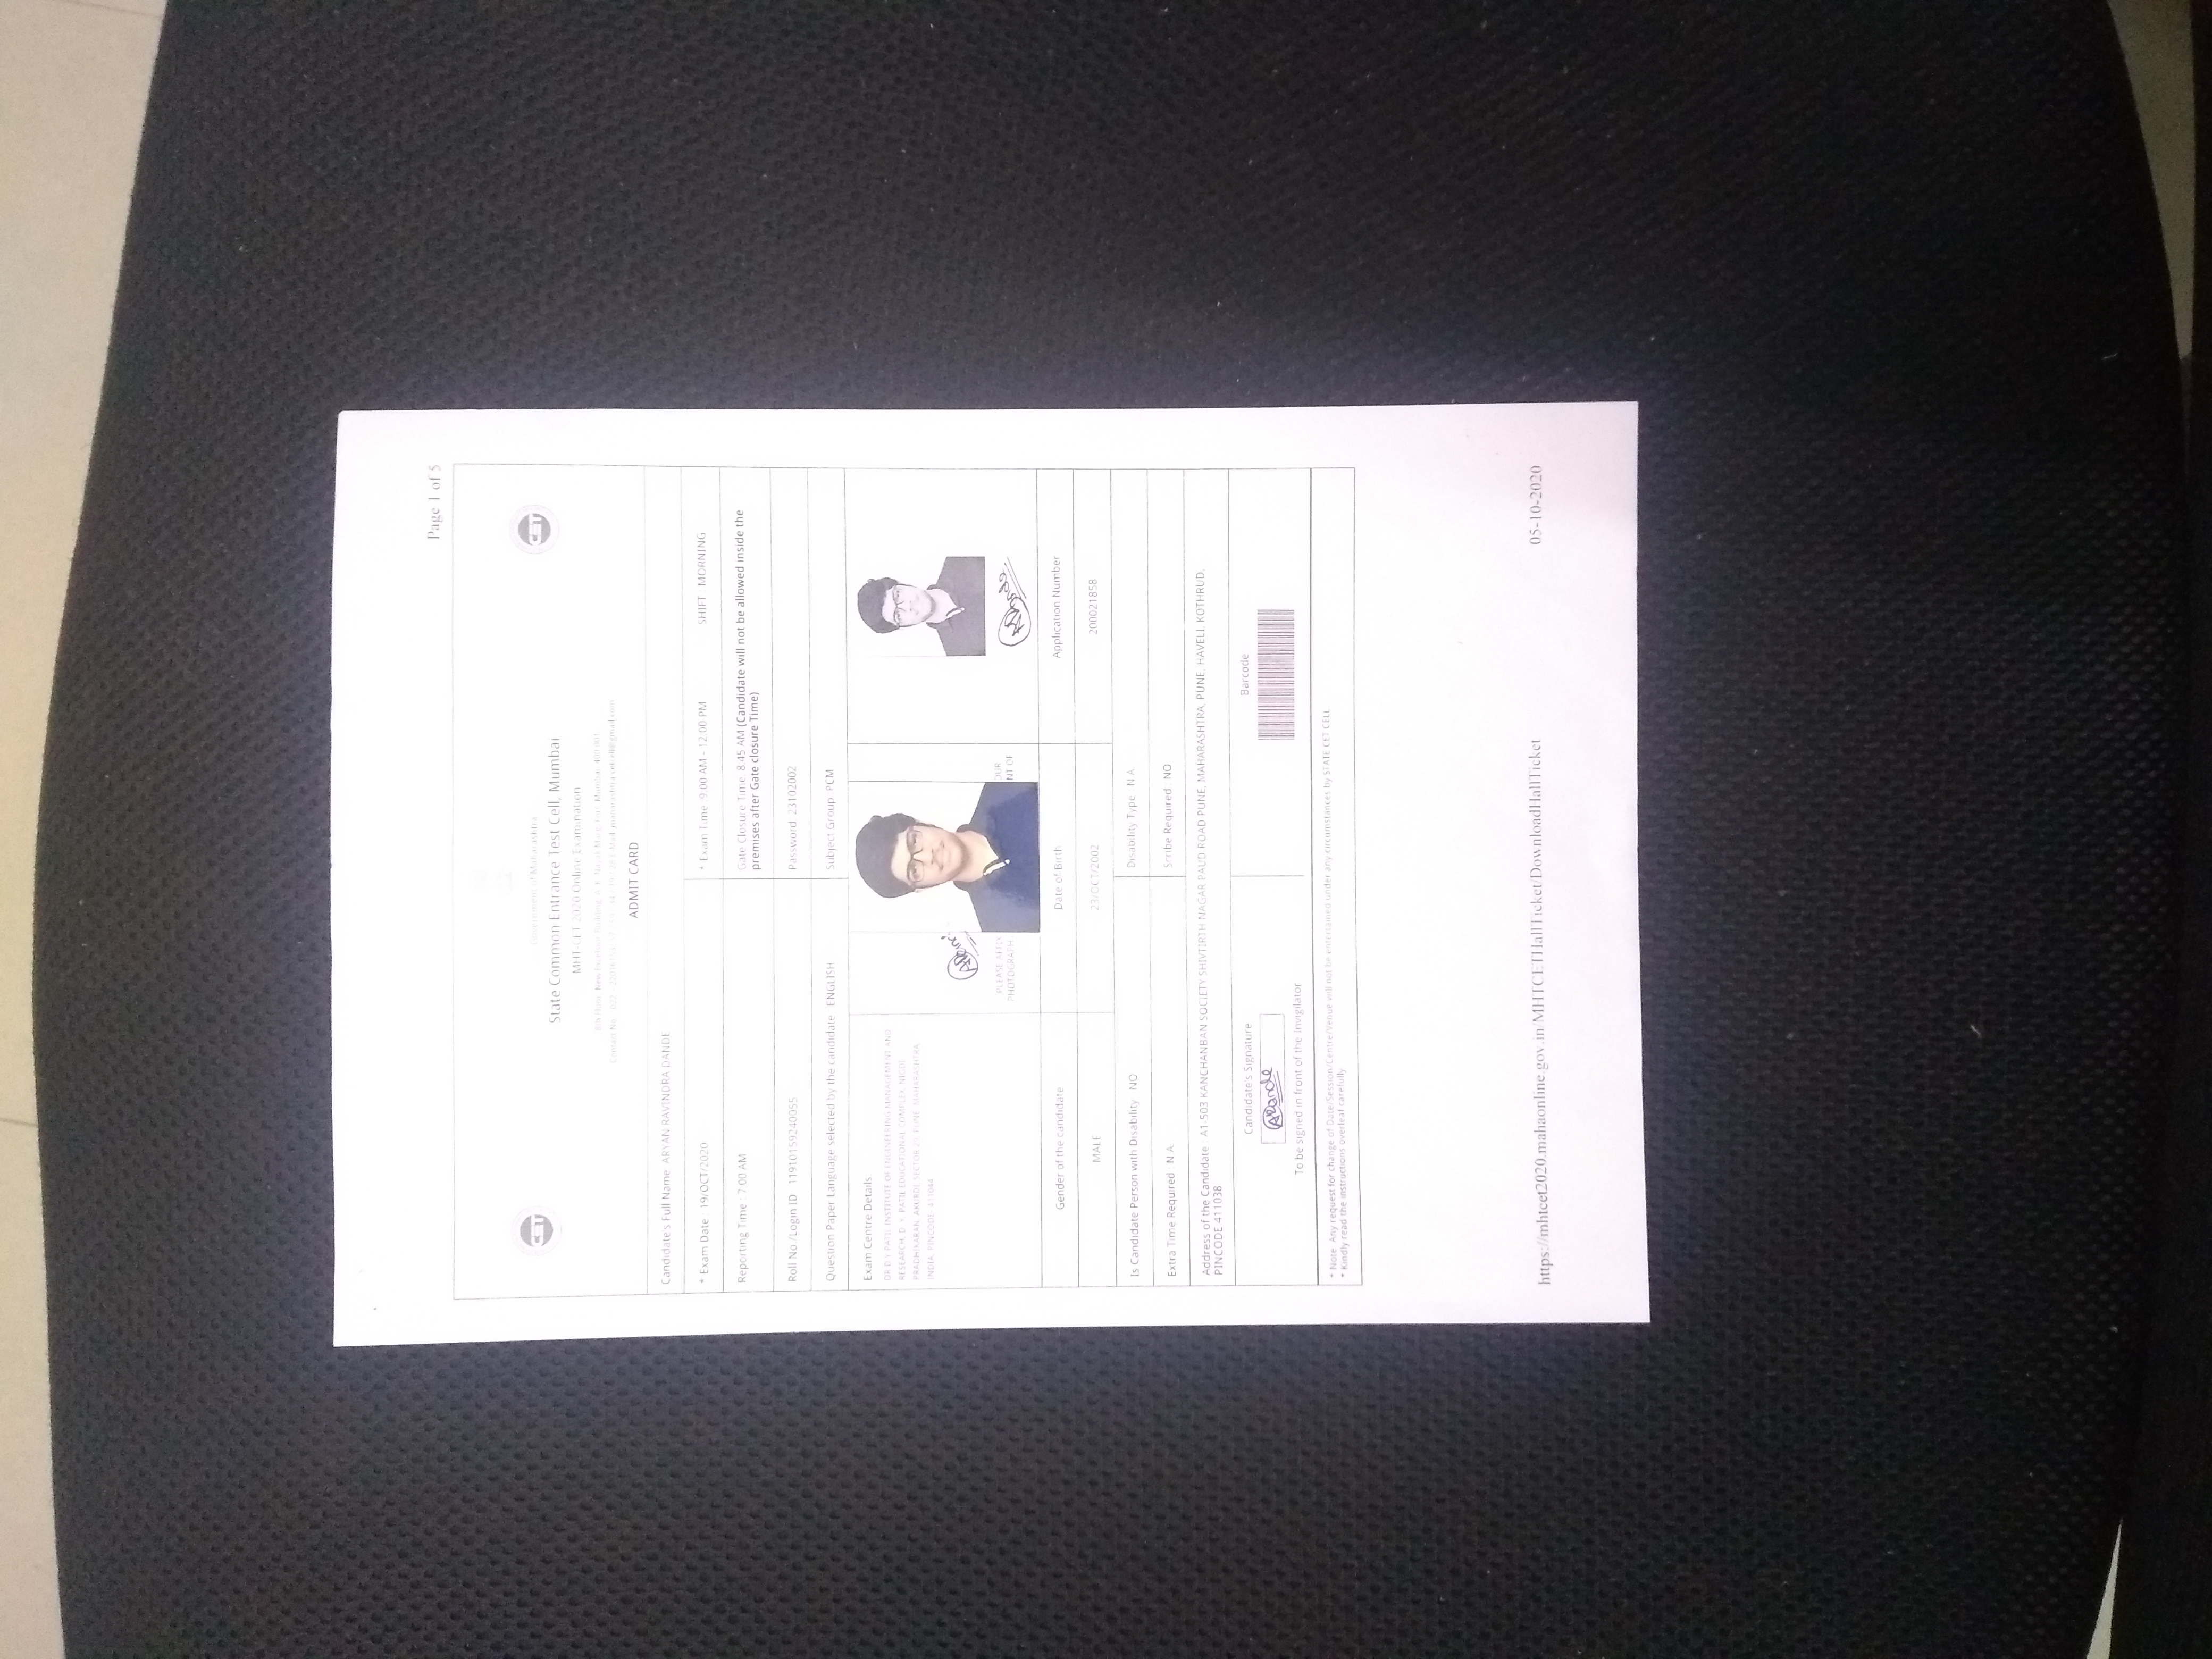 Page 1 of 5
Government of Maharashtra
CET
CET
State Common Entrance Test Cell, Mumbai
MHT-CET 2020 Online Examination
maharashtra.cetcell@gmail.com
ADMIT CARD
Candidate's Full Name: ARYAN RAVINDRA DANDE
* Exam Date : 19/OCT/2020
* Exam Time: 9:00 AM - 12:00 PM SHIFT : MORNING
Reporting Time : 7:00 AM
Gate Closure Time: 8:45 AM (Candidate will not be allowed inside the
premises after Gate closure Time)
Roll No./Login ID : 11910159240055
Password: 23102002
Question Paper Language selected by the candidate : ENGLISH
Subject Group: PCM
Exam Centre Details:
DR D Y PATIL INSTITUTE OF ENGINEERING MANAGEMENT AND
RESEARCH, D. Y. PATIL EDUCATIONAL COMPLEX, NIGDI
PRADHIKARAN, AKURDI, SECTOR 29, PUNE, MAHARASHTRA,
INDIA, PINCODE: 411044
PLEASE AFFIX OUR
PHOTOGRAPH NT OF
ADande
Gender of the candidate
Date of Birth
Application Number
MALE
23/OCT/2002
200021858
Is Candidate Person with Disability : NO
Disability Type : N.A.
Extra Time Required : N.A.
Scribe Required : NO
Address of the Candidate : A1-503 KANCHANBAN SOCIETY SHIVTIRTH NAGAR PAUD ROAD PUNE, MAHARASHTRA, PUNE, HAVELI, KOTHRUD,
PINCODE:411038
Candidate's Signature
ADande
To be signed in front of the Invigilator
Barcode
* Note: Any request for change of Date/Session/Centre/Venue will not be entertained under any circumstances by STATE CET CELL
* Kindly read the instructions overleaf carefully
https://mhtcet2020.mahaonline.gov.in/MHTCETHallTicket/DownloadHallTicket
05-10-2020